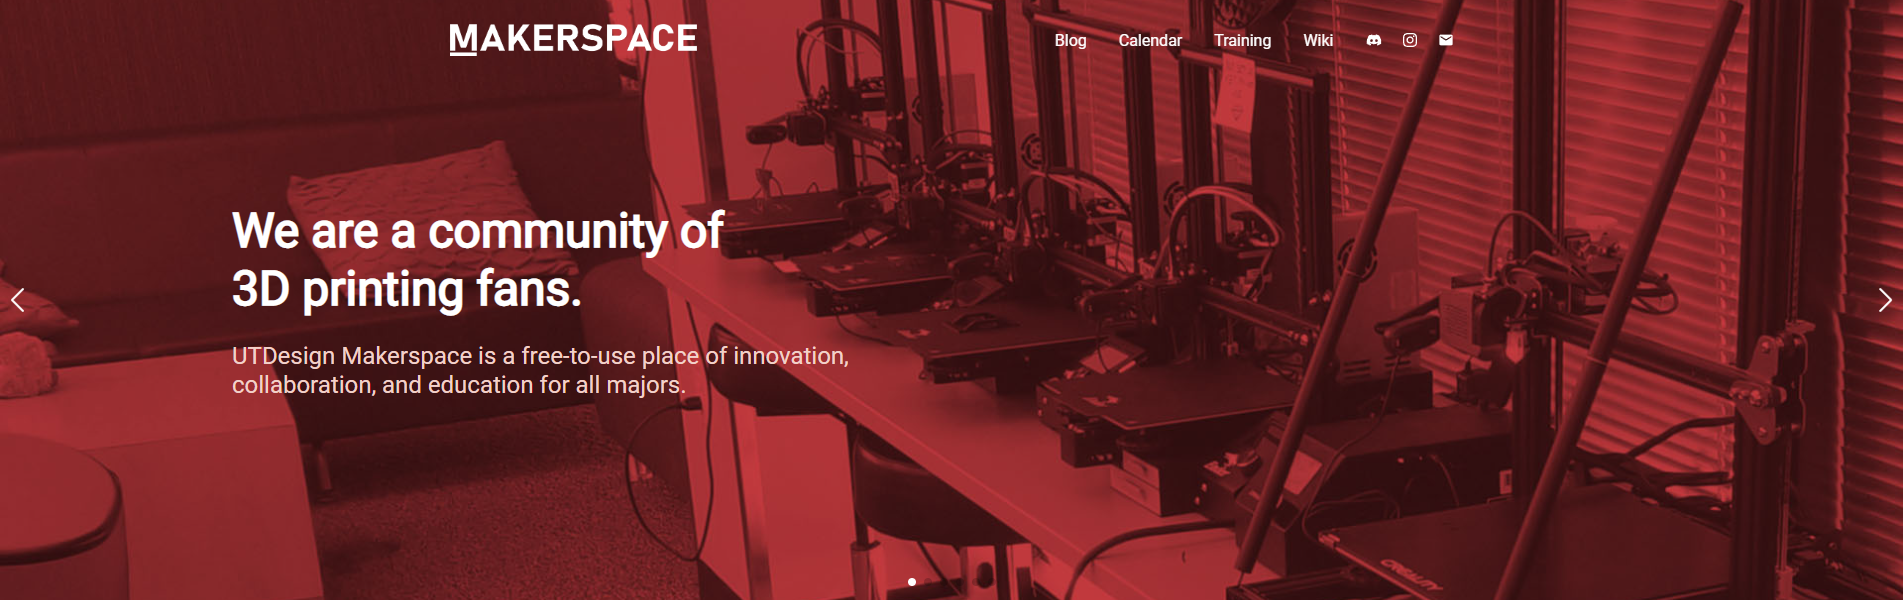 MAKERSPACE
Blog Calendar Training Wiki
We are a community of
3D printing fans.
UTDesign Makerspace is a free-to-use place of innovation,
collaboration, and education for all majors.
CREALITY